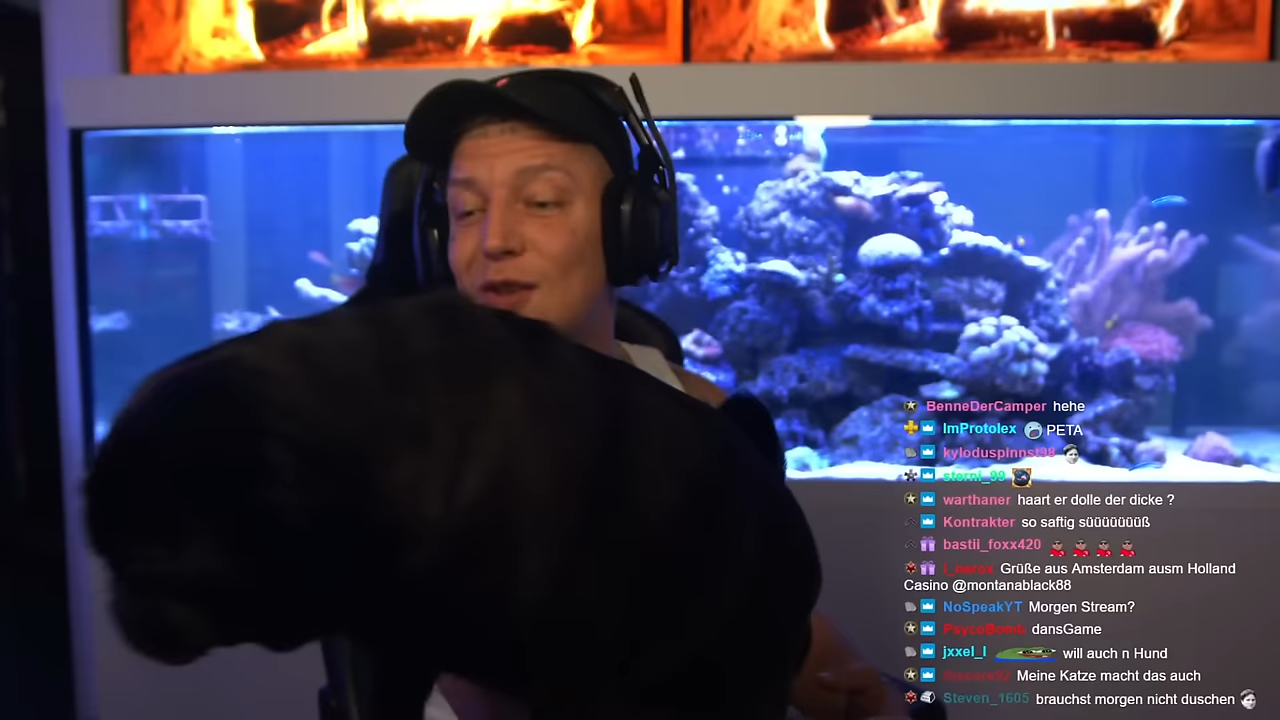 BenneDerCamper hehe
ImProtolex PETA
kyloduspinnst98
sterni_99
warthaner haart er dolle der dicke ?
Kontrakter so saftig süüüüüüüß
bastii_foxx420
Grüße aus Amsterdam ausm Holland
Casino @montanablack88
NoSpeakYT Morgen Stream?
PsycoBomb dansGame
jxxel_l will auch n Hund
Meine Katze macht das auch
Steven_1605 brauchst morgen nicht duschen